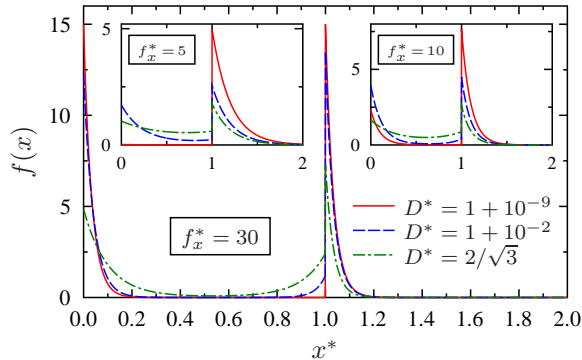 f_x^* = 5
f_x^* = 10
5
0
0 1 2
5
0
0 1 2
15
10
5
0
f(x)
f_x^* = 30
D^* = 1 + 10^{-9}
D^* = 1 + 10^{-2}
D^* = 2/√3
0.0 0.2 0.4 0.6 0.8 1.0 1.2 1.4 1.6 1.8 2.0
x^*